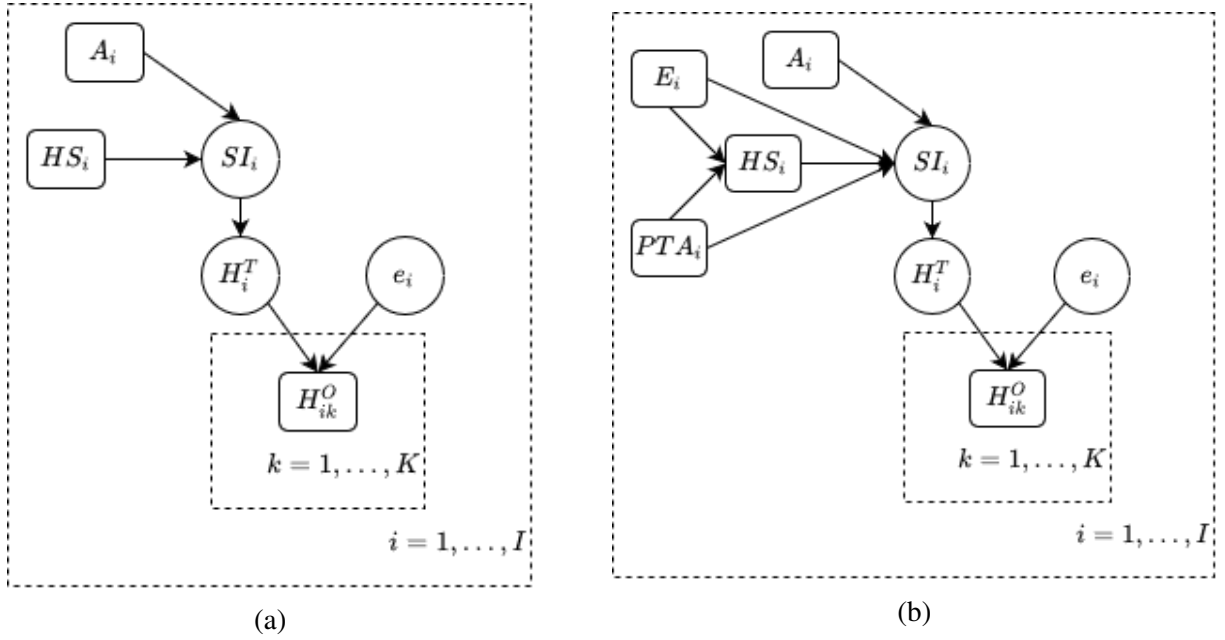 A_i
HS_i
SI_i
H_i^T
e_i
H_{ik}^O
k = 1, . . . , K
i = 1, . . . , I
(a)
E_i
A_i
HS_i
SI_i
PTA_i
H_i^T
e_i
H_{ik}^O
k = 1, . . . , K
i = 1, . . . , I
(b)